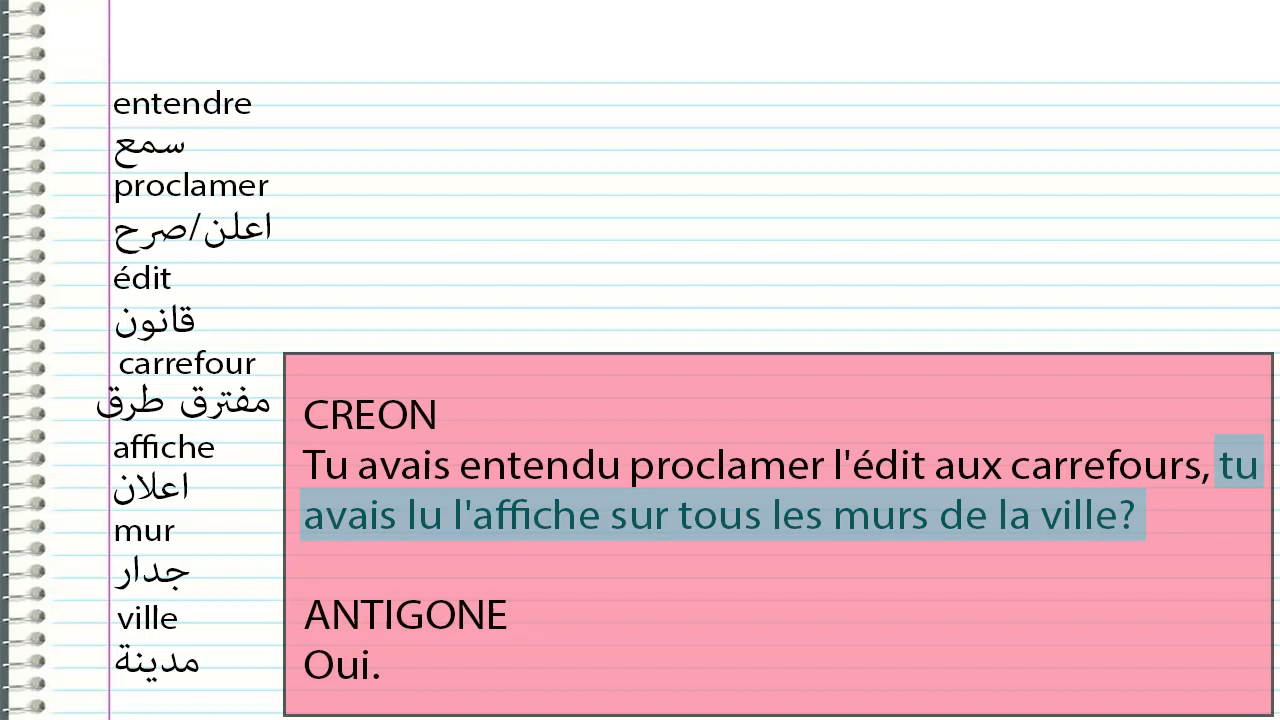 entendre
سمع
proclamer
اعلن/صرح
édit
قانون
carrefour
مفترق طرق
affiche
اعلان
mur
جدار
ville
مدينة
CREON
Tu avais entendu proclamer l'édit aux carrefours, tu
avais lu l'affiche sur tous les murs de la ville?
ANTIGONE
Oui.